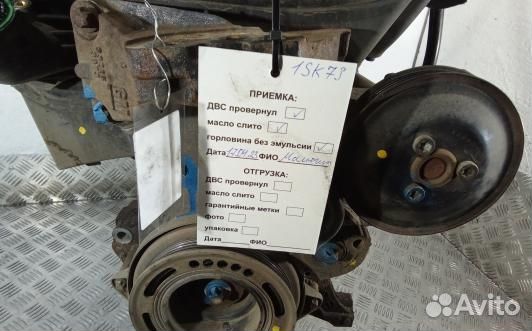 1SK79
ПРИЕМКА:
ДВС провернул
масло слито
горловина без эмульсии
Дата ФИО
ОТГРУЗКА:
ДВС провернул
масло слито
гарантийные метки
фото
упаковка
Дата ФИО
Avito